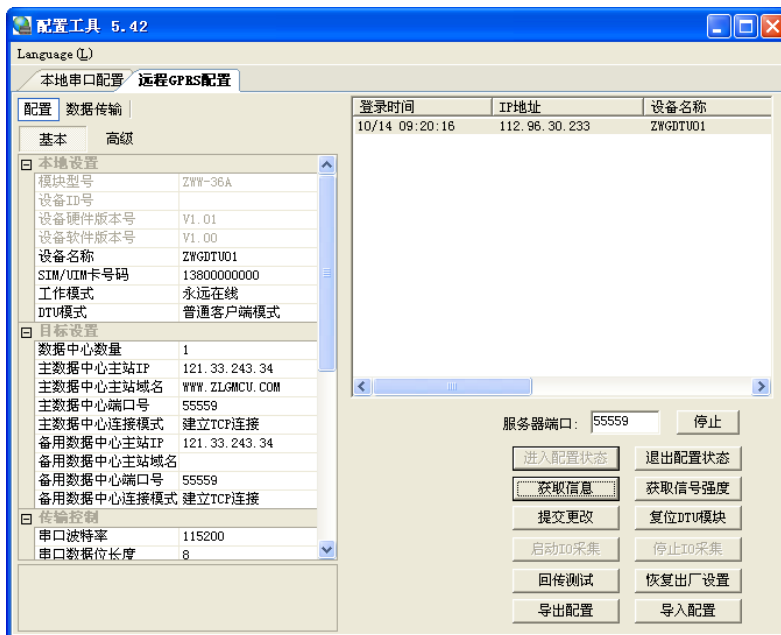 配置工具 5.42
Language (L)
本地串口配置 远程GPRS配置
配置 数据传输
基本 高级
本地设置
模块型号 ZWW-36A
设备ID号
设备硬件版本号 V1.01
设备软件版本号 V1.00
设备名称 ZWGDTU01
SIM/UIM卡号码 13800000000
工作模式 永远在线
DTU模式 普通客户端模式
目标设置
数据中心数量 1
主数据中心主站IP 121.33.243.34
主数据中心主站域名 WWW.ZLGMCU.COM
主数据中心端口号 55559
主数据中心连接模式 建立TCP连接
备用数据中心主站IP 121.33.243.34
备用数据中心主站域名
备用数据中心端口号 55559
备用数据中心连接模式 建立TCP连接
传输控制
串口波特率 115200
串口数据位长度 8
登录时间 IP地址 设备名称
10/14 09:20:16 112.96.30.233 ZWGDTU01
服务器端口: 55559 停止
进入配置状态 退出配置状态
获取信息 获取信号强度
提交更改 复位DTU模块
启动IO采集 停止IO采集
回传测试 恢复出厂设置
导出配置 导入配置